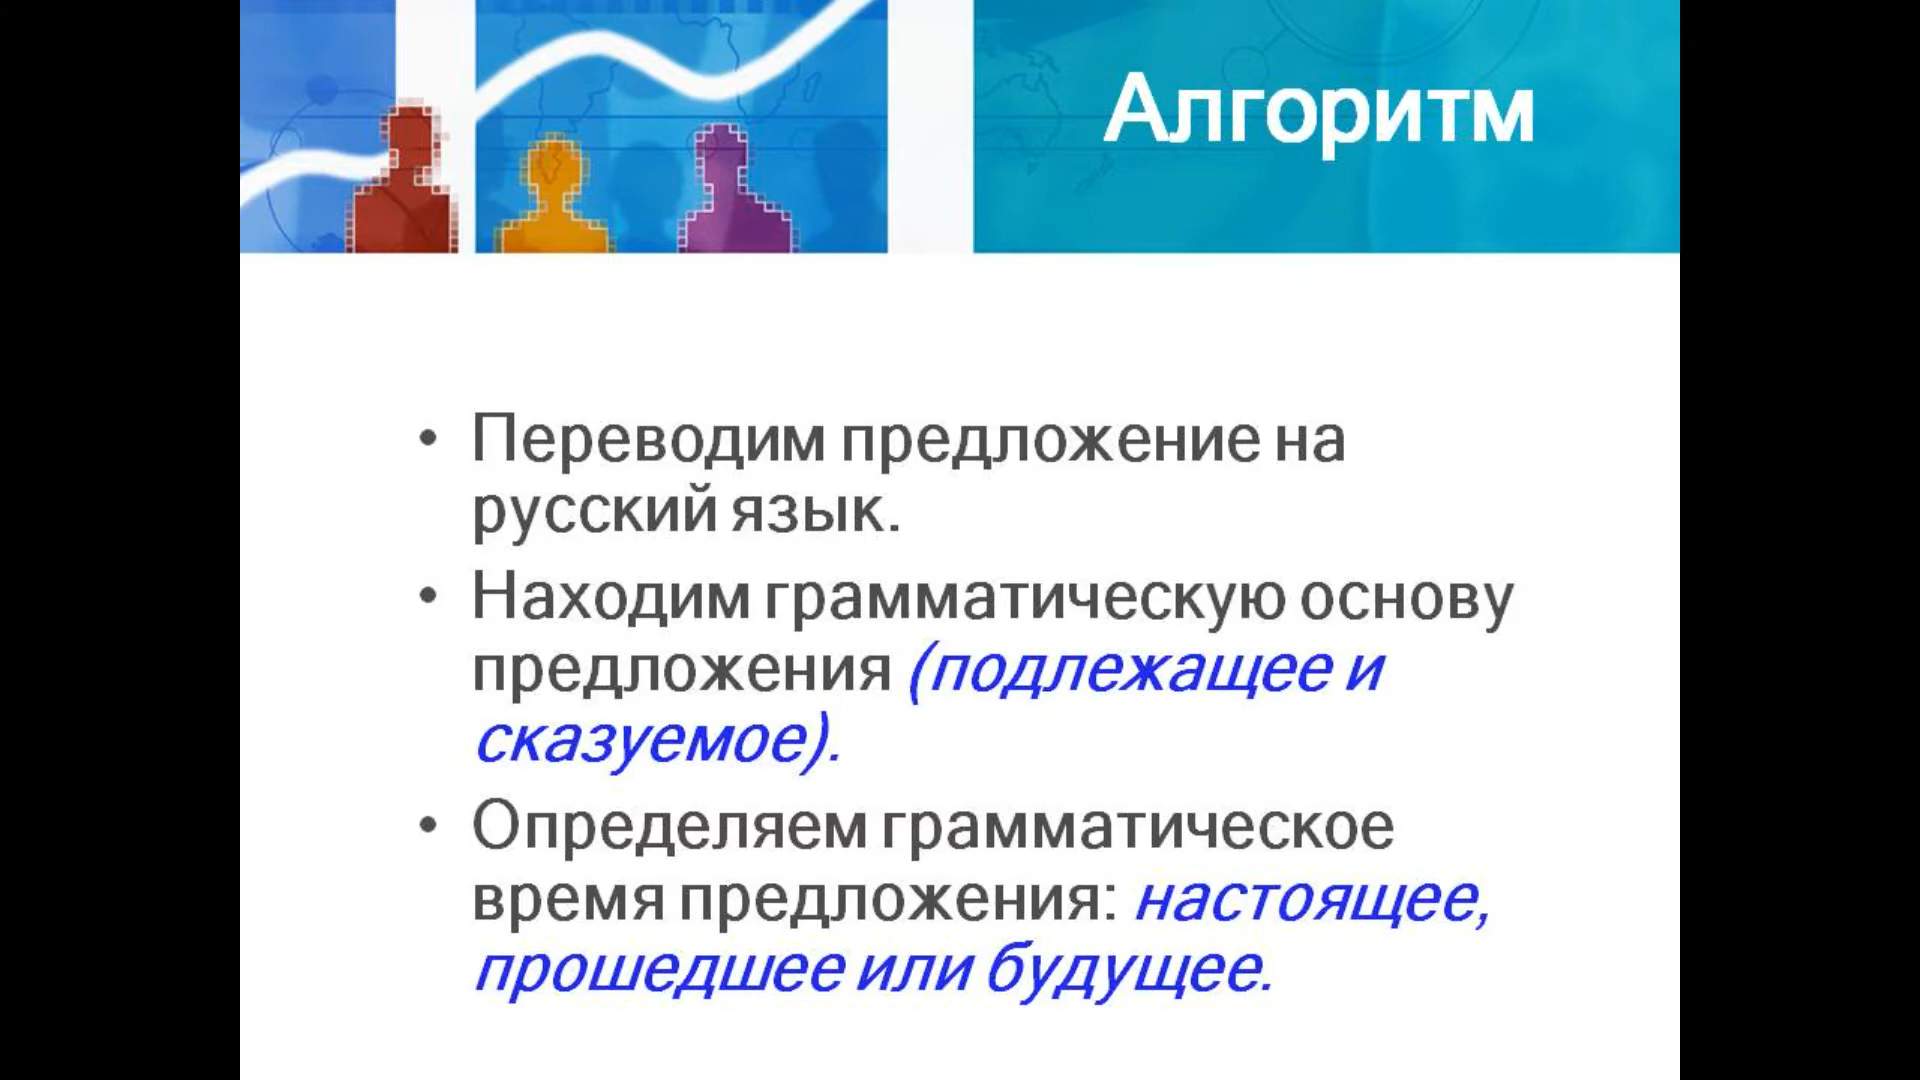 Алгоритм
• Переводим предложение на
русский язык.
• Находим грамматическую основу
предложения (подлежащее и
сказуемое).
• Определяем грамматическое
время предложения: настоящее,
прошедшее или будущее.